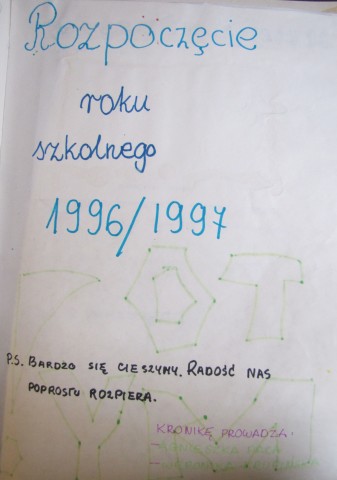 Rozpoczęcie
roku
szkolnego
1996/1997
P.S. BARDZO SIĘ CIESZYMY. RADOŚĆ NAS
POPROSTU ROZPIERA.
KRONIKĘ PROWADZĄ: